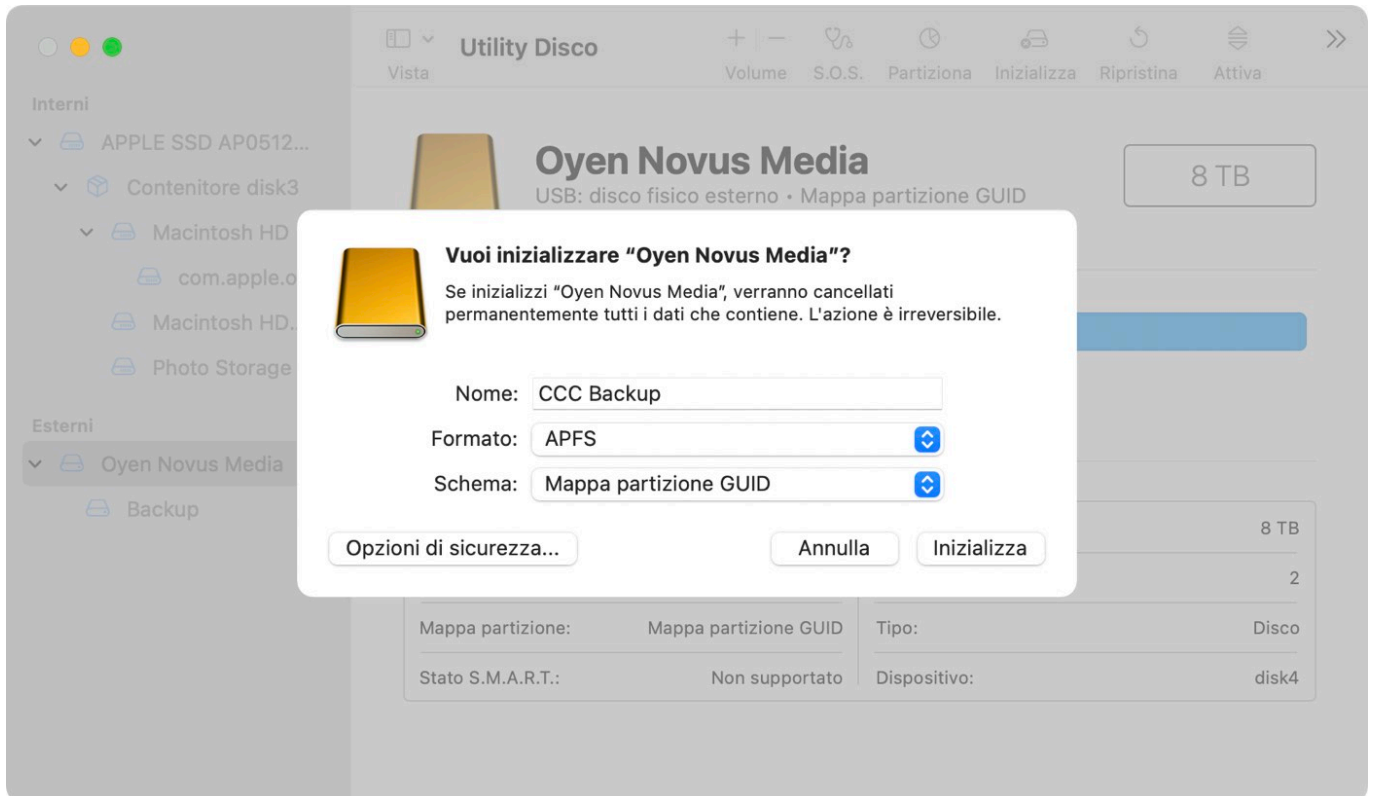 Utility Disco
Vista
Volume
S.O.S.
Partiziona
Inizializza
Ripristina
Attiva
Interni
APPLE SSD AP0512...
Contenitore disk3
Macintosh HD
com.apple.o
Macintosh HD.
Photo Storage
Esterni
Oyen Novus Media
Backup
Oyen Novus Media
USB: disco fisico esterno • Mappa partizione GUID
8 TB
Vuoi inizializzare “Oyen Novus Media”?
Se inizializzi “Oyen Novus Media”, verranno cancellati
permanentemente tutti i dati che contiene. L'azione è irreversibile.
Nome: CCC Backup
Formato: APFS
Schema: Mappa partizione GUID
Opzioni di sicurezza...
Annulla
Inizializza
8 TB
2
Mappa partizione: Mappa partizione GUID
Tipo: Disco
Stato S.M.A.R.T.: Non supportato
Dispositivo: disk4